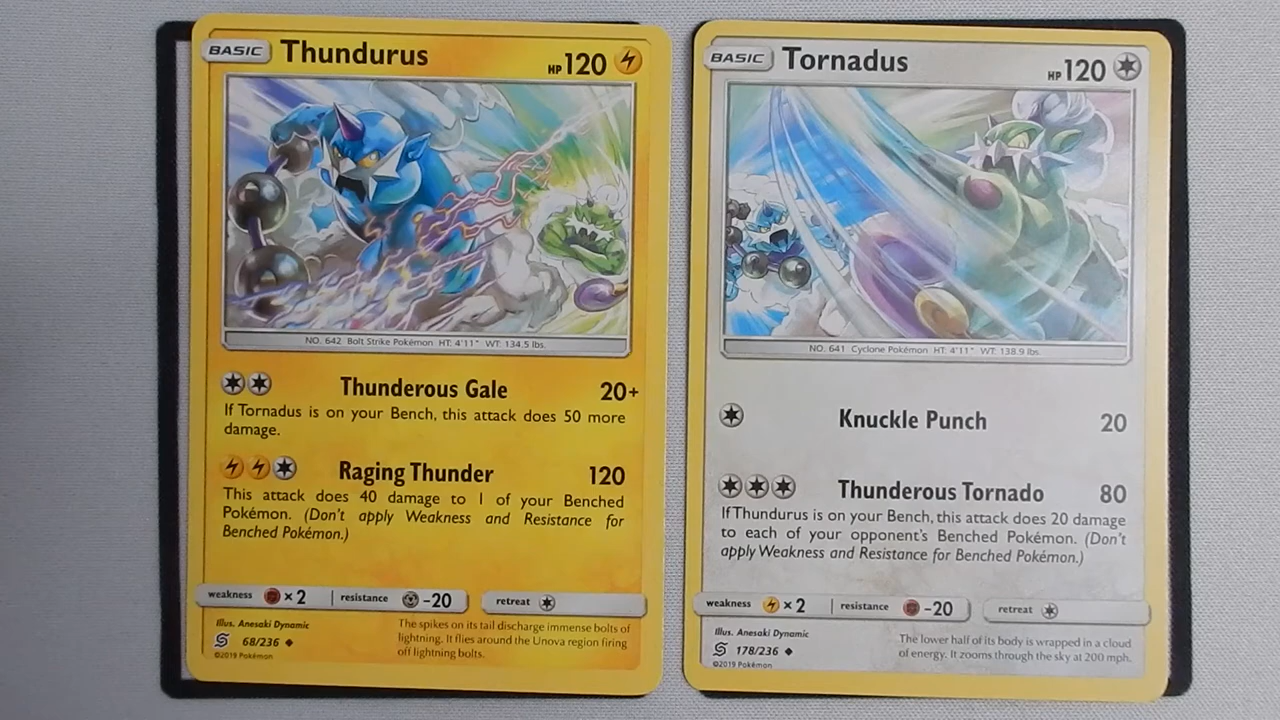 BASIC Thundurus HP 120
NO. 642 Bolt Strike Pokémon HT: 4'11" WT: 134.5 lbs.
Thunderous Gale 20+
If Tornadus is on your Bench, this attack does 50 more
damage.
Raging Thunder 120
This attack does 40 damage to 1 of your Benched
Pokémon. (Don't apply Weakness and Resistance for
Benched Pokémon.)
weakness ×2 resistance -20 retreat
Illus. Anesaki Dynamic
68/236
©2019 Pokémon
The spikes on its tail discharge immense bolts of
lightning. It flies around the Unova region firing
off lightning bolts.
BASIC Tornadus HP 120
NO. 641 Cyclone Pokémon HT: 4'11" WT: 138.9 lbs.
Knuckle Punch 20
Thunderous Tornado 80
If Thundurus is on your Bench, this attack does 20 damage
to each of your opponent's Benched Pokémon. (Don't
apply Weakness and Resistance for Benched Pokémon.)
weakness ×2 resistance -20 retreat
Illus. Anesaki Dynamic
178/236
©2019 Pokémon
The lower half of its body is wrapped in a cloud
of energy. It zooms through the sky at 200 mph.